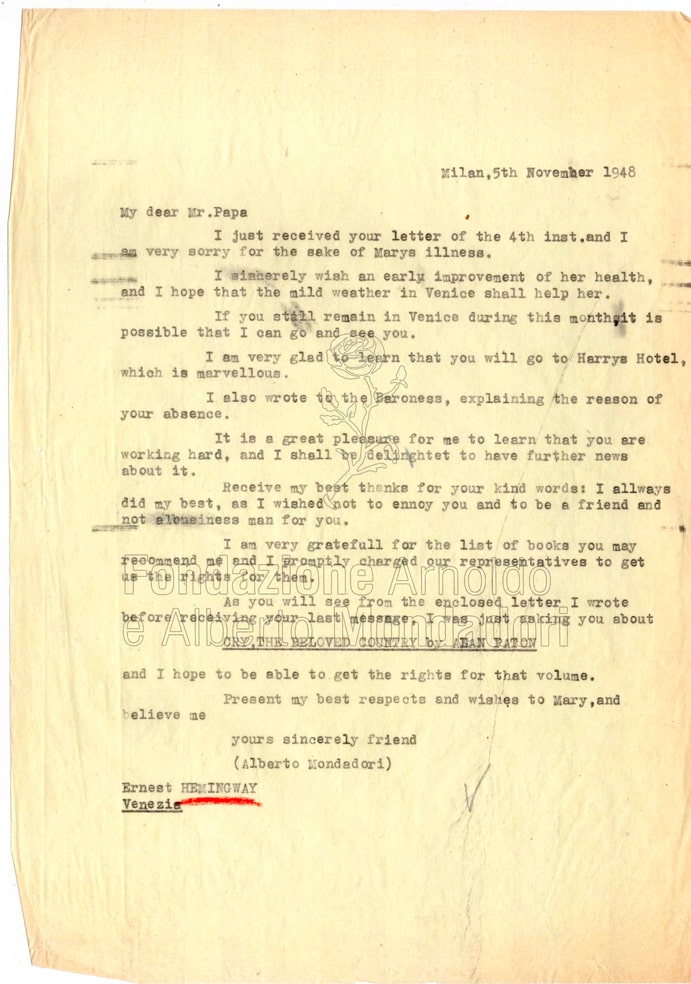 Milan,5th November 1948
My dear Mr.Papa
I just received your letter of the 4th inst.and I
am very sorry for the sake of Marys illness.
I sincerely wish an early improvement of her health,
and I hope that the mild weather in Venice shall help her.
If you still remain in Venice during this month,it is
possible that I can go and see you.
I am very glad to learn that you will go to Harrys Hotel,
which is marvellous.
I also wrote to the Baroness, explaining the reason of
your absence.
It is a great pleasure for me to learn that you are
working hard, and I shall be delinghtet to have further news
about it.
Receive my best thanks for your kind words: I allways
did my best, as I wished not to ennoy you and to be a friend and
not a business man for you.
I am very gratefull for the list of books you may
recommend me and I promptly charged our representatives to get
us the rights for them.
As you will see from the enclosed letter I wrote
before receiving your last message, I was just asking you about
CRY,THE BELOVED COUNTRY by ALAN PATON
and I hope to be able to get the rights for that volume.
Present my best respects and wishes to Mary,and
believe me
yours sincerely friend
(Alberto Mondadori)
Ernest HEMINGWAY
Venezia
Fondazione Arnoldo
e Alberto Mondadori